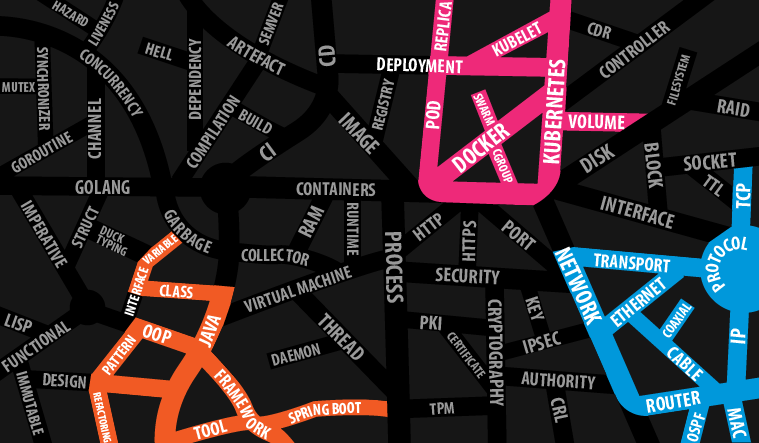 HAZARD
LIVENESS
SEMVER
REPLICA
CD
KUBELET
CDR
CONTROLLER
HELL
DEPENDENCY
ARTEFACT
DEPLOYMENT
SYNCHRONIZER
CONCURRENCY
FILESYSTEM
MUTEX
CHANNEL
COMPILATION
BUILD
REGISTRY
IMAGE
POD
SWARM
DOCKER
CGROUP
KUBERNETES
VOLUME
RAID
GOROUTINE
CI
DISK
BLOCK
SOCKET
TTL
TCP
GOLANG
CONTAINERS
INTERFACE
IMPERATIVE
STRUCT
DUCK
TYPING
GARBAGE
COLLECTOR
RAM
RUNTIME
PROCESS
HTTP
HTTPS
PORT
VARIABLE
INTERFACE
CLASS
VIRTUAL MACHINE
SECURITY
NETWORK
TRANSPORT
PROTOCOL
ETHERNET
COAXIAL
LISP
FUNCTIONAL
OOP
JAVA
THREAD
PKI
CRYPTOGRAPHY
KEY
IPSEC
IP
PATTERN
DAEMON
CERTIFICATE
CABLE
DESIGN
IMMUTABLE
REFACTORING
FRAMEWORK
AUTHORITY
SPRING BOOT
TPM
CRL
ROUTER
TOOL
OSPF
MAC